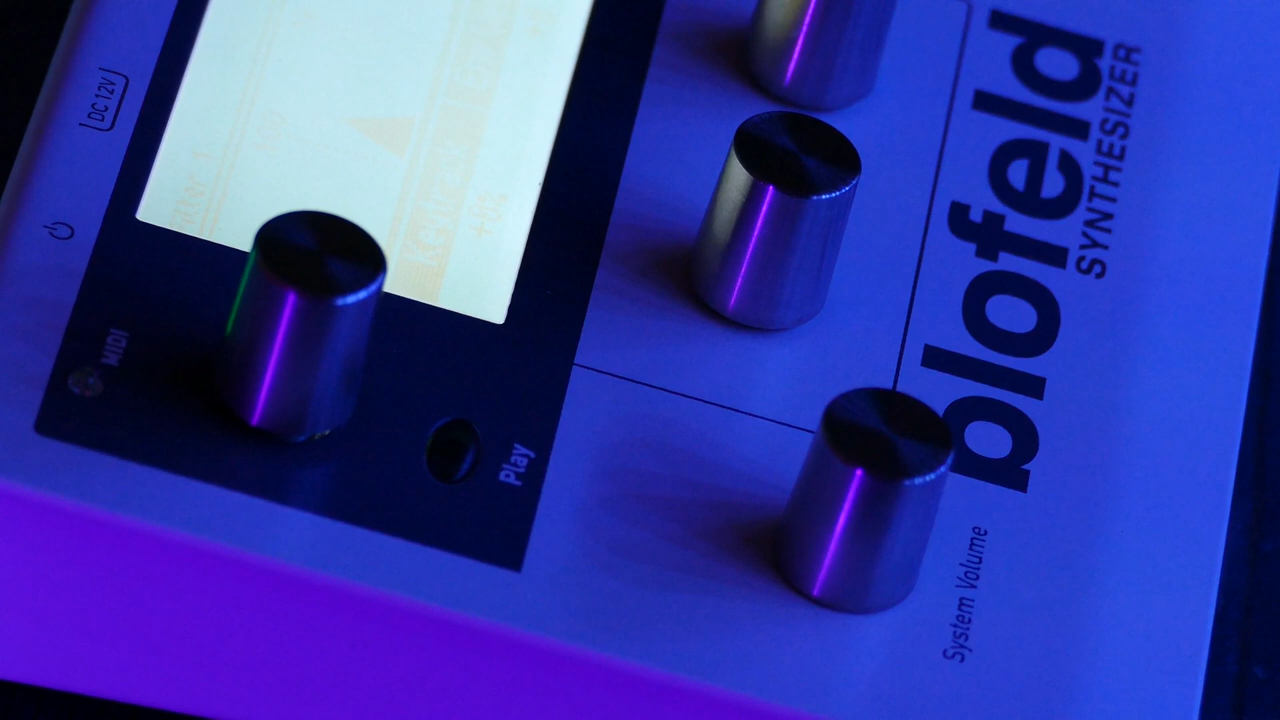 blofeld
SYNTHESIZER
System Volume
Play
MIDI
DC 12V